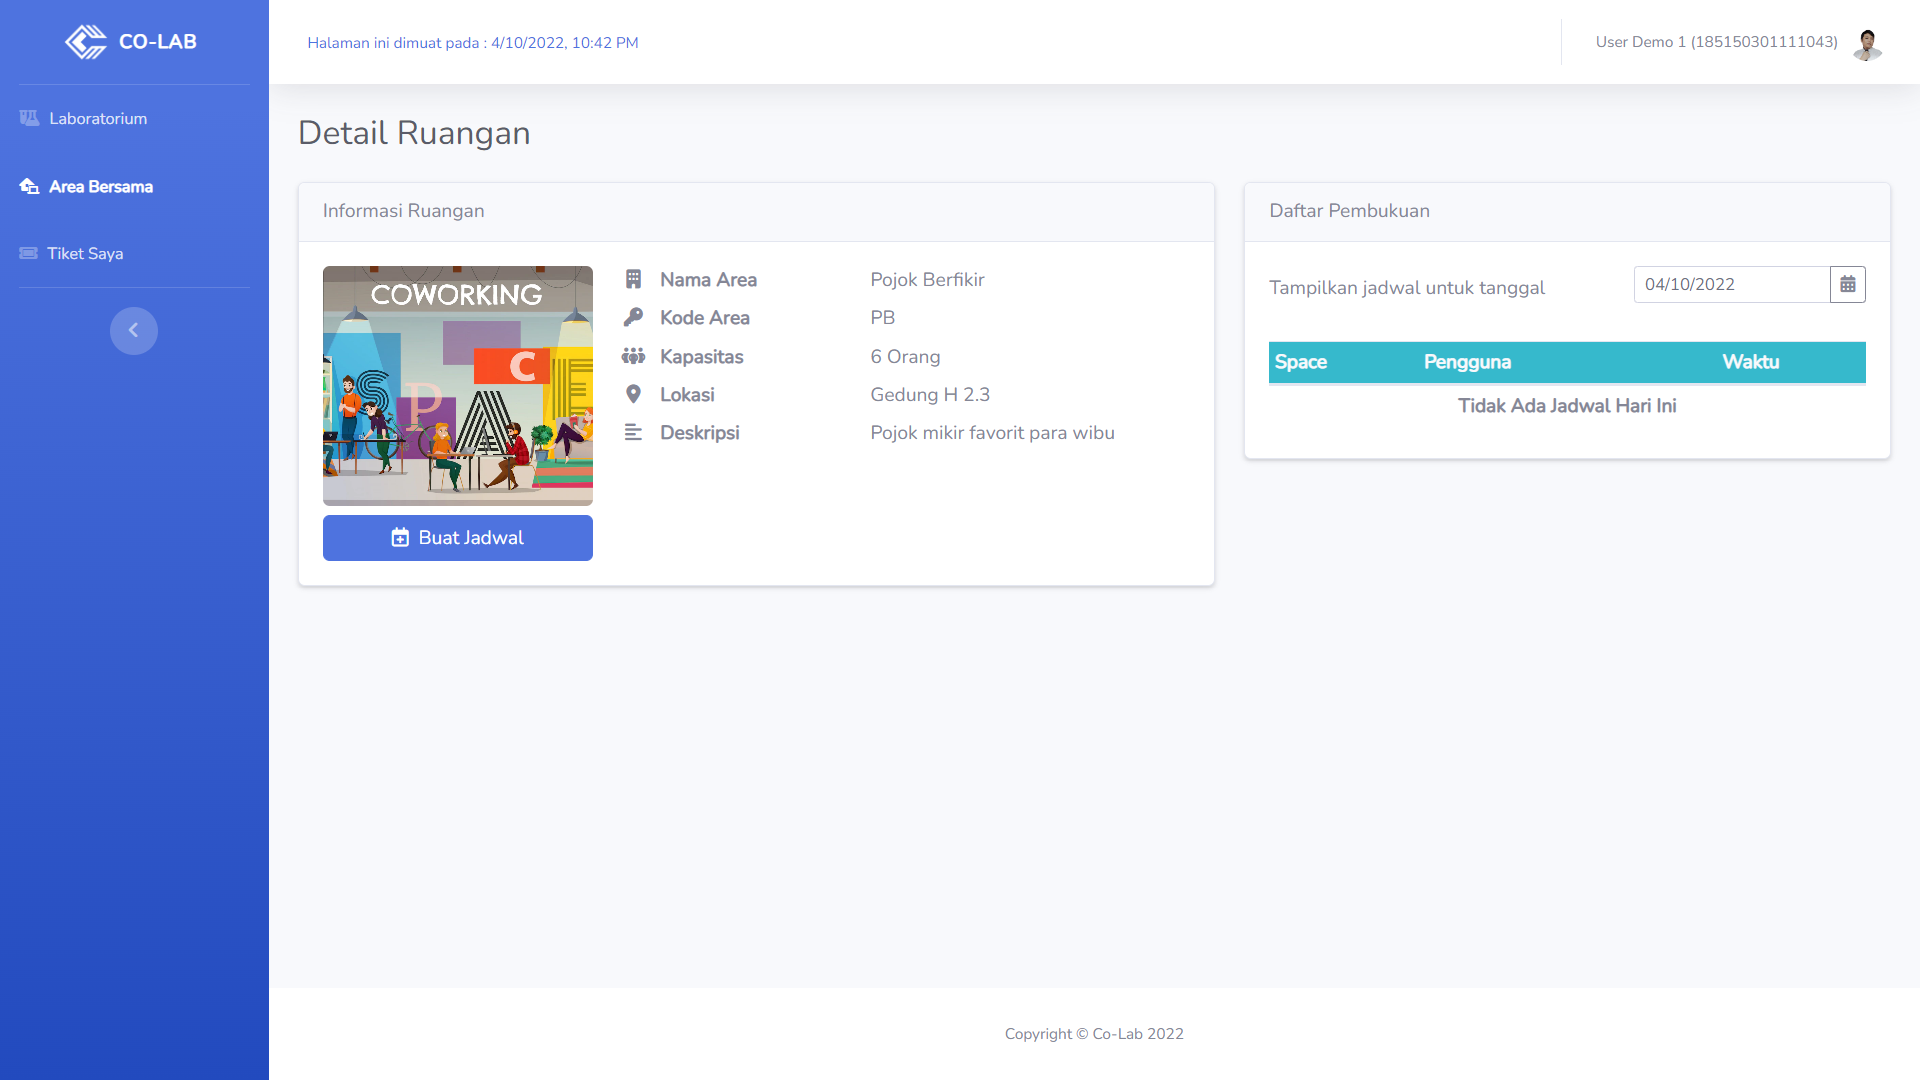 CO-LAB
Halaman ini dimuat pada : 4/10/2022, 10:42 PM
User Demo 1 (185150301111043)
Laboratorium
Area Bersama
Tiket Saya
Detail Ruangan
Informasi Ruangan
COWORKING
SPACE
Buat Jadwal
Nama Area Pojok Berfikir
Kode Area PB
Kapasitas 6 Orang
Lokasi Gedung H 2.3
Deskripsi Pojok mikir favorit para wibu
Daftar Pembukuan
Tampilkan jadwal untuk tanggal 04/10/2022
Space Pengguna Waktu
Tidak Ada Jadwal Hari Ini
Copyright © Co-Lab 2022